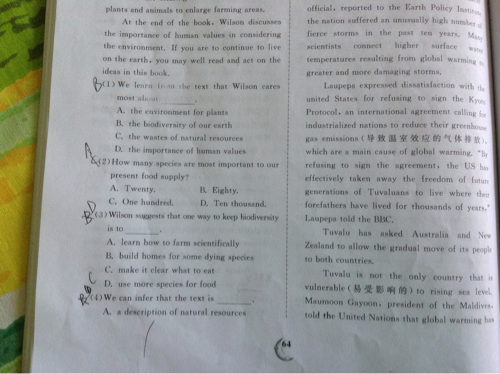 plants and animals to enlarge farming areas.
At the end of the book, Wilson discusses
the importance of human values in considering
the environment. If you are to continue to live
on the earth, you may well read and act on the
ideas in this book.
B(1)We learn from the text that Wilson cares
most about ______.
A. the environment for plants
B. the biodiversity of our earth
C. the wastes of natural resources
D. the importance of human values
A
(2)How many species are most important to our
present food supply?
A. Twenty. B. Eighty.
C. One hundred. D. Ten thousand.
D
B(3)Wilson suggests that one way to keep biodiversity
is to ______.
A. learn how to farm scientifically
B. build homes for some dying species
C. make it clear what to eat
D. use more species for food
C
(4)We can infer that the text is ______.
A. a description of natural resources
official, reported to the Earth Policy
the nation suffered an unusually high number of
fierce storms in the past ten years. Many
scientists connect higher surface water
temperatures resulting from global warming to
greater and more damaging storms.
Laupepa expressed dissatisfaction with the
united States for refusing to sign the Kyoto
Protocol, an international agreement calling for
industrialized nations to reduce their greenhouse
gas emissions (导致温室效应的气体排放),
which are a main cause of global warming. "By
refusing to sign the agreement, the US has
effectively taken away the freedom of future
generations of Tuvaluans to live where their
forefathers have lived for thousands of years,"
Laupepa told the BBC.
Tuvalu has asked Australia and New
Zealand to allow the gradual move of its people
to both countries.
Tuvalu is not the only country that is
vulnerable (易受影响的) to rising sea level.
Maumoon Gayoon, president of the Maldives,
told the United Nations that global warming has
64